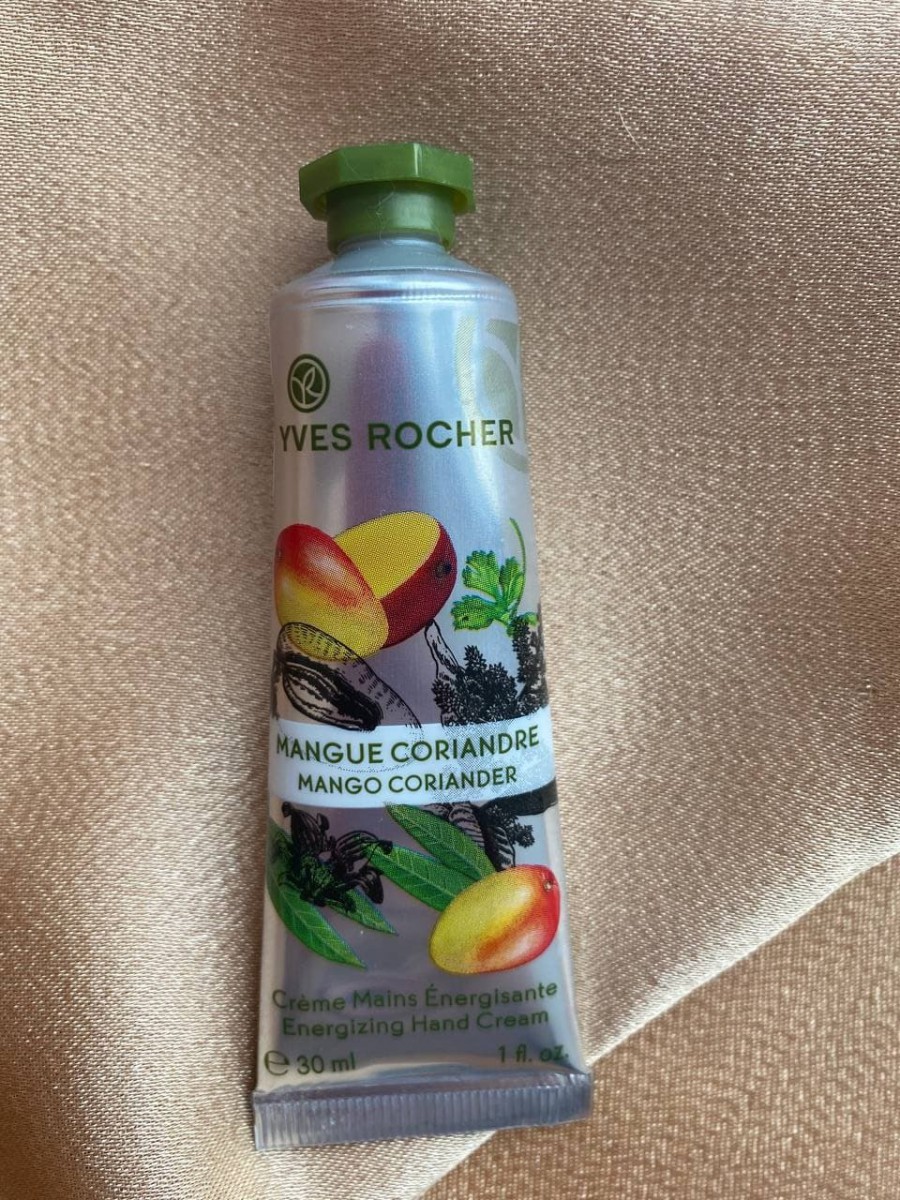 YVES ROCHER
MANGUE CORIANDRE
MANGO CORIANDER
Crème Mains Énergisante
Energizing Hand Cream
℮ 30 ml 1 fl. oz.